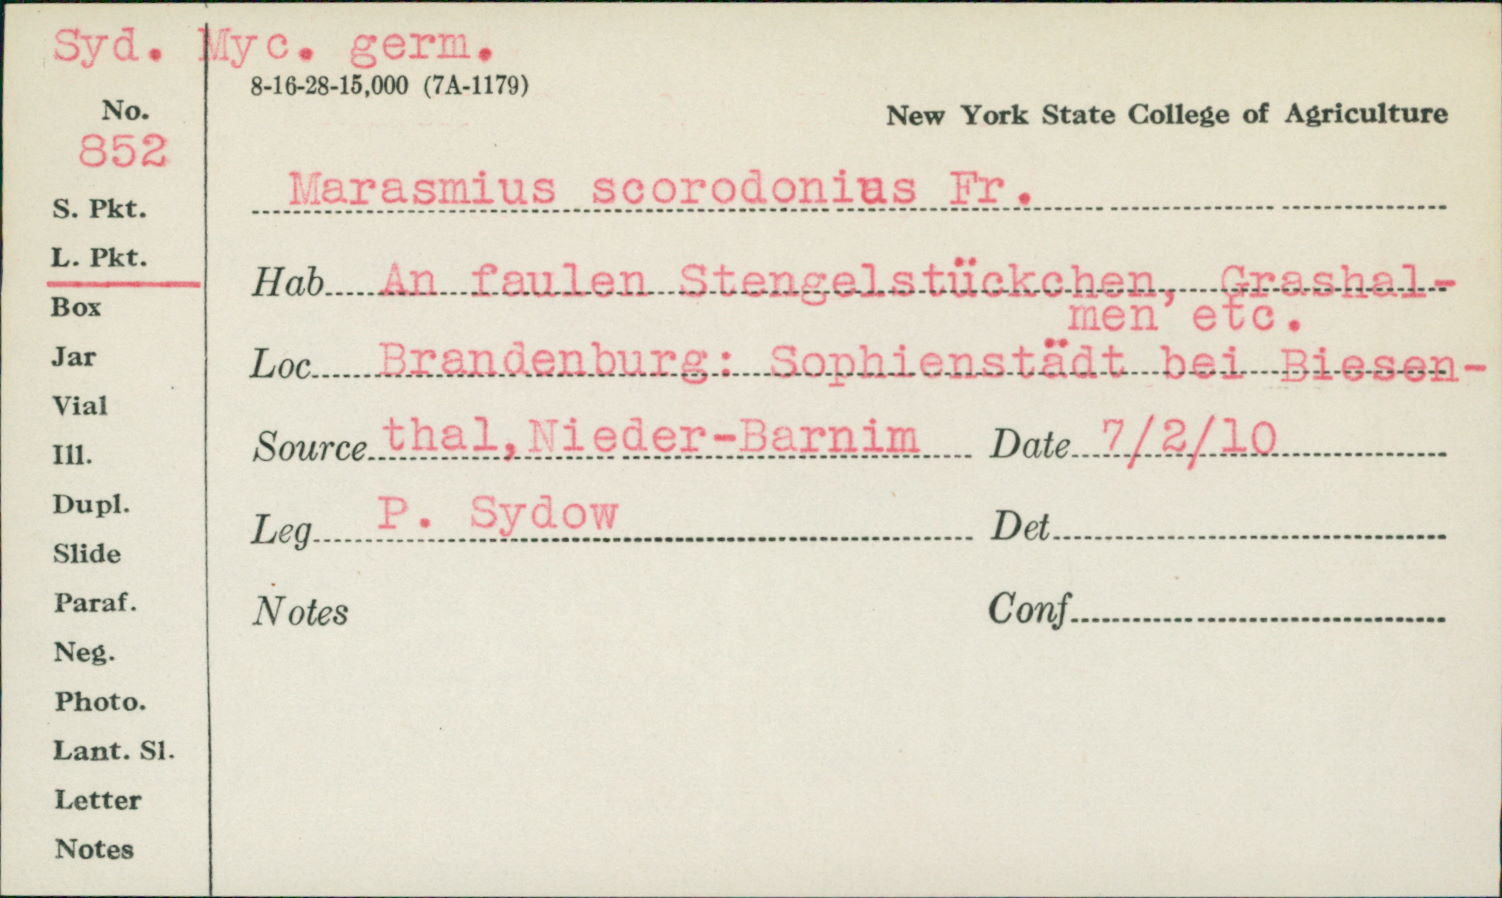 Syd. Myc. germ.
8-16-28-15,000 (7A-1179)
No.
852
New York State College of Agriculture
Marasmius scorodonius Fr.
S. Pkt.
L. Pkt.
Box
Jar
Vial
Ill.
Dupl.
Slide
Paraf.
Neg.
Photo.
Lant. Sl.
Letter
Notes
Hab An faulen Stengelstückchen, Grashal-
men etc.
Loc Brandenburg: Sophienstädt bei Biesen-
Source thal, Nieder-Barnim Date 7/2/10
Leg P. Sydow Det
Notes Conf